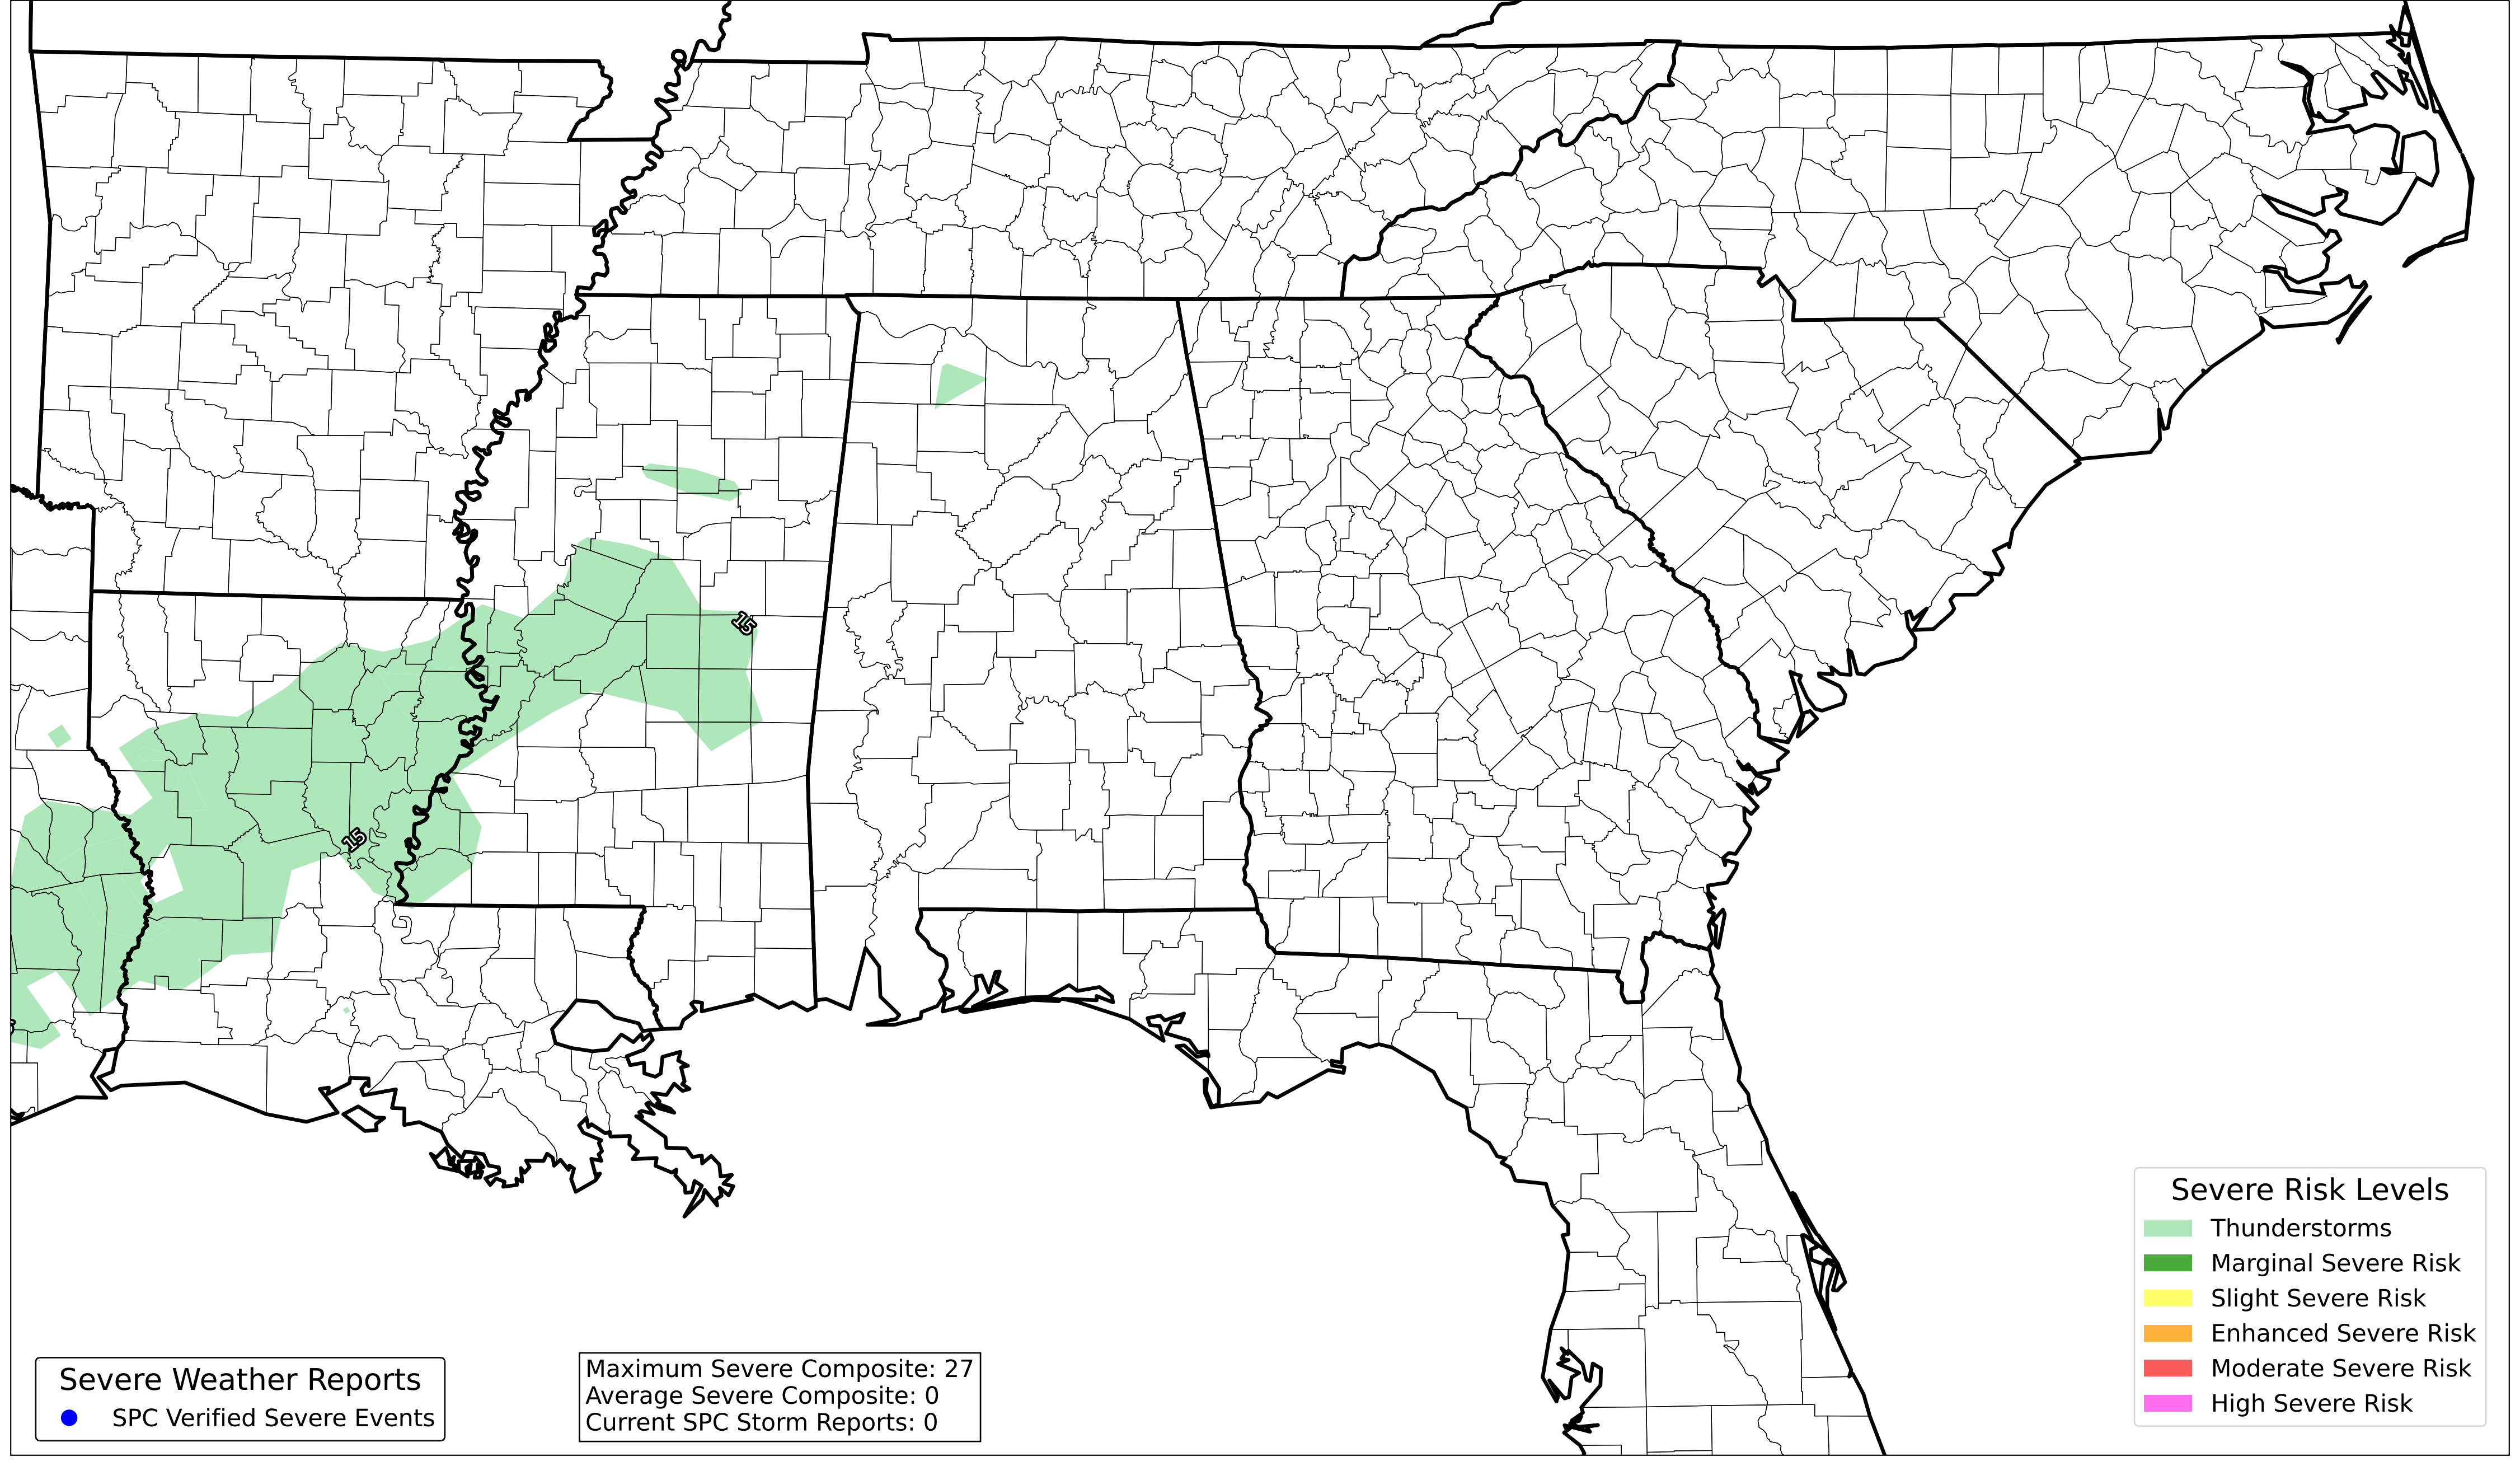 15
15
Severe Weather Reports
SPC Verified Severe Events
Maximum Severe Composite: 27
Average Severe Composite: 0
Current SPC Storm Reports: 0
Severe Risk Levels
Thunderstorms
Marginal Severe Risk
Slight Severe Risk
Enhanced Severe Risk
Moderate Severe Risk
High Severe Risk